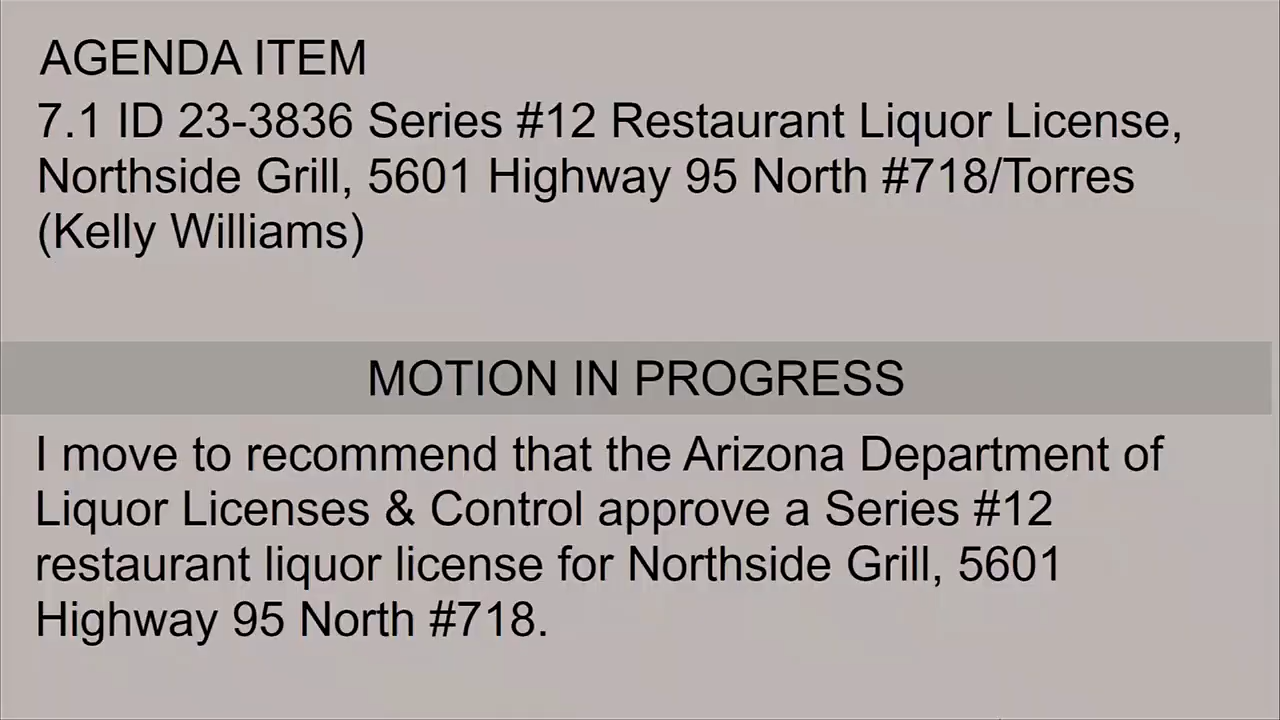 AGENDA ITEM
7.1 ID 23-3836 Series #12 Restaurant Liquor License,
Northside Grill, 5601 Highway 95 North #718/Torres
(Kelly Williams)
MOTION IN PROGRESS
I move to recommend that the Arizona Department of
Liquor Licenses & Control approve a Series #12
restaurant liquor license for Northside Grill, 5601
Highway 95 North #718.